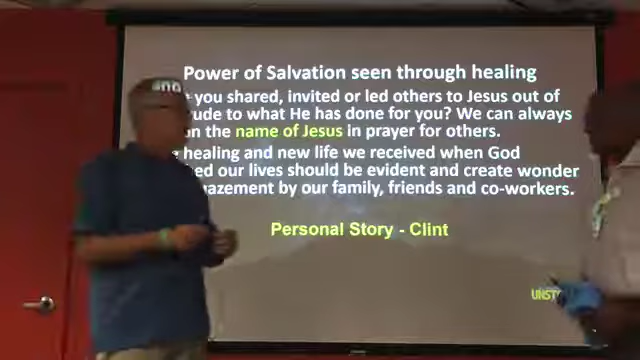 Power of Salvation seen through healing
you shared, invited or led others to Jesus out of
ude to what He has done for you? We can always
on the name of Jesus in prayer for others.
healing and new life we received when God
ed our lives should be evident and create wonder
azement by our family, friends and co-workers.
Personal Story - Clint
UNST